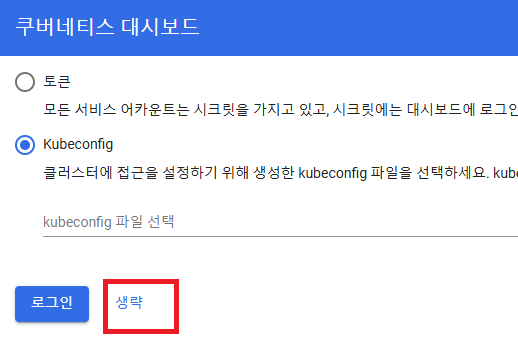 쿠버네티스 대시보드
토큰
모든 서비스 어카운트는 시크릿을 가지고 있고, 시크릿에는 대시보드에 로그인
Kubeconfig
클러스터에 접근을 설정하기 위해 생성한 kubeconfig 파일을 선택하세요. kube
kubeconfig 파일 선택
로그인 생략